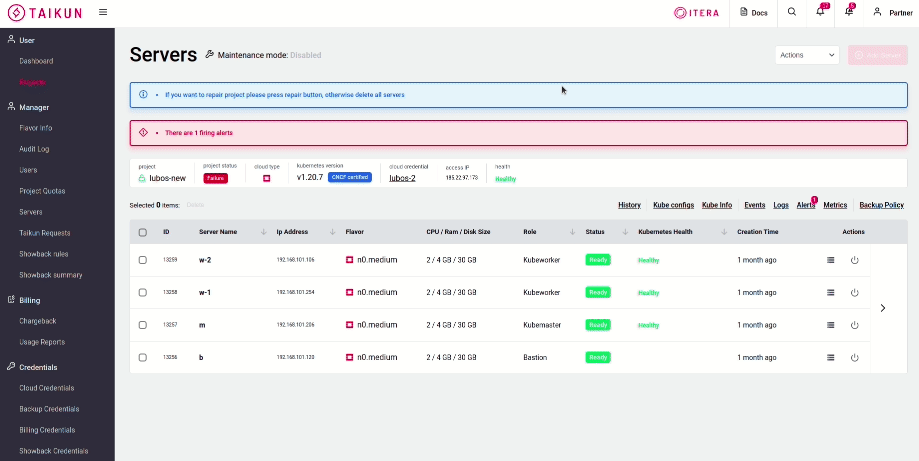 TAIKUN
ITERA
Docs
Partner
User
Dashboard
Projects
Manager
Flavor Info
Audit Log
Users
Project Quotas
Servers
Taikun Requests
Showback rules
Showback summary
Billing
Chargeback
Usage Reports
Credentials
Cloud Credentials
Backup Credentials
Billing Credentials
Showback Credentials
Servers
Maintenance mode: Disabled
Actions
If you want to repair project please press repair button, otherwise delete all servers
There are 1 firing alerts
project
lubos-new
project status
Failure
cloud type
kubernetes version
v1.20.7 CNCF certified
cloud credential
lubos-2
access IP
185.22.97.173
health
Healthy
Selected 0 items: Delete
History Kube configs Kube Info Events Logs Alerts 1 Metrics Backup Policy
ID Server Name Ip Address Flavor CPU / Ram / Disk Size Role Status Kubernetes Health Creation Time Actions
13259 w-2 192.168.101.106 n0.medium 2 / 4 GB / 30 GB Kubeworker Ready Healthy 1 month ago
13258 w-1 192.168.101.254 n0.medium 2 / 4 GB / 30 GB Kubeworker Ready Healthy 1 month ago
13257 m 192.168.101.206 n0.medium 2 / 4 GB / 30 GB Kubemaster Ready Healthy 1 month ago
13256 b 192.168.101.120 n0.medium 2 / 4 GB / 30 GB Bastion Ready 1 month ago